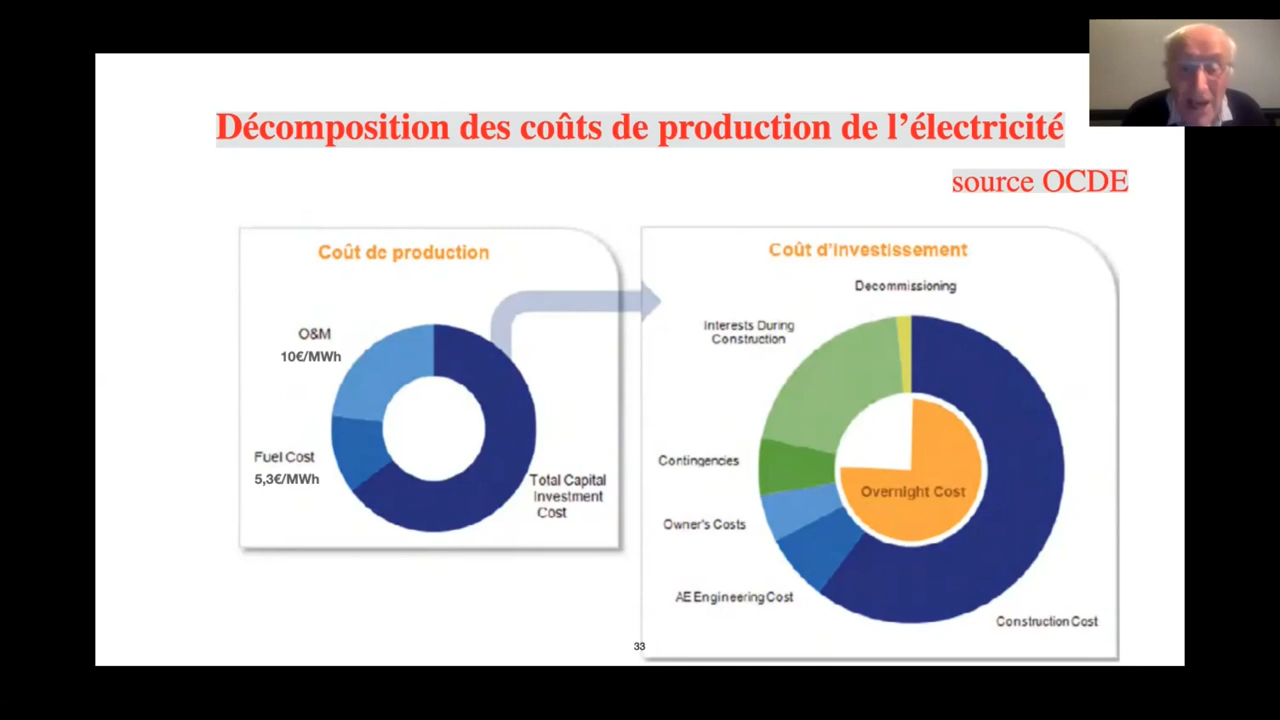 Décomposition des coûts de production de l’électricité
source OCDE
Coût de production
O&M
10€/MWh
Fuel Cost
5,3€/MWh
Total Capital
Investment
Cost
Coût d'investissement
Decommissioning
Interests During
Construction
Contingencies
Owner's Costs
AE Engineering Cost
Overnight Cost
Construction Cost
33